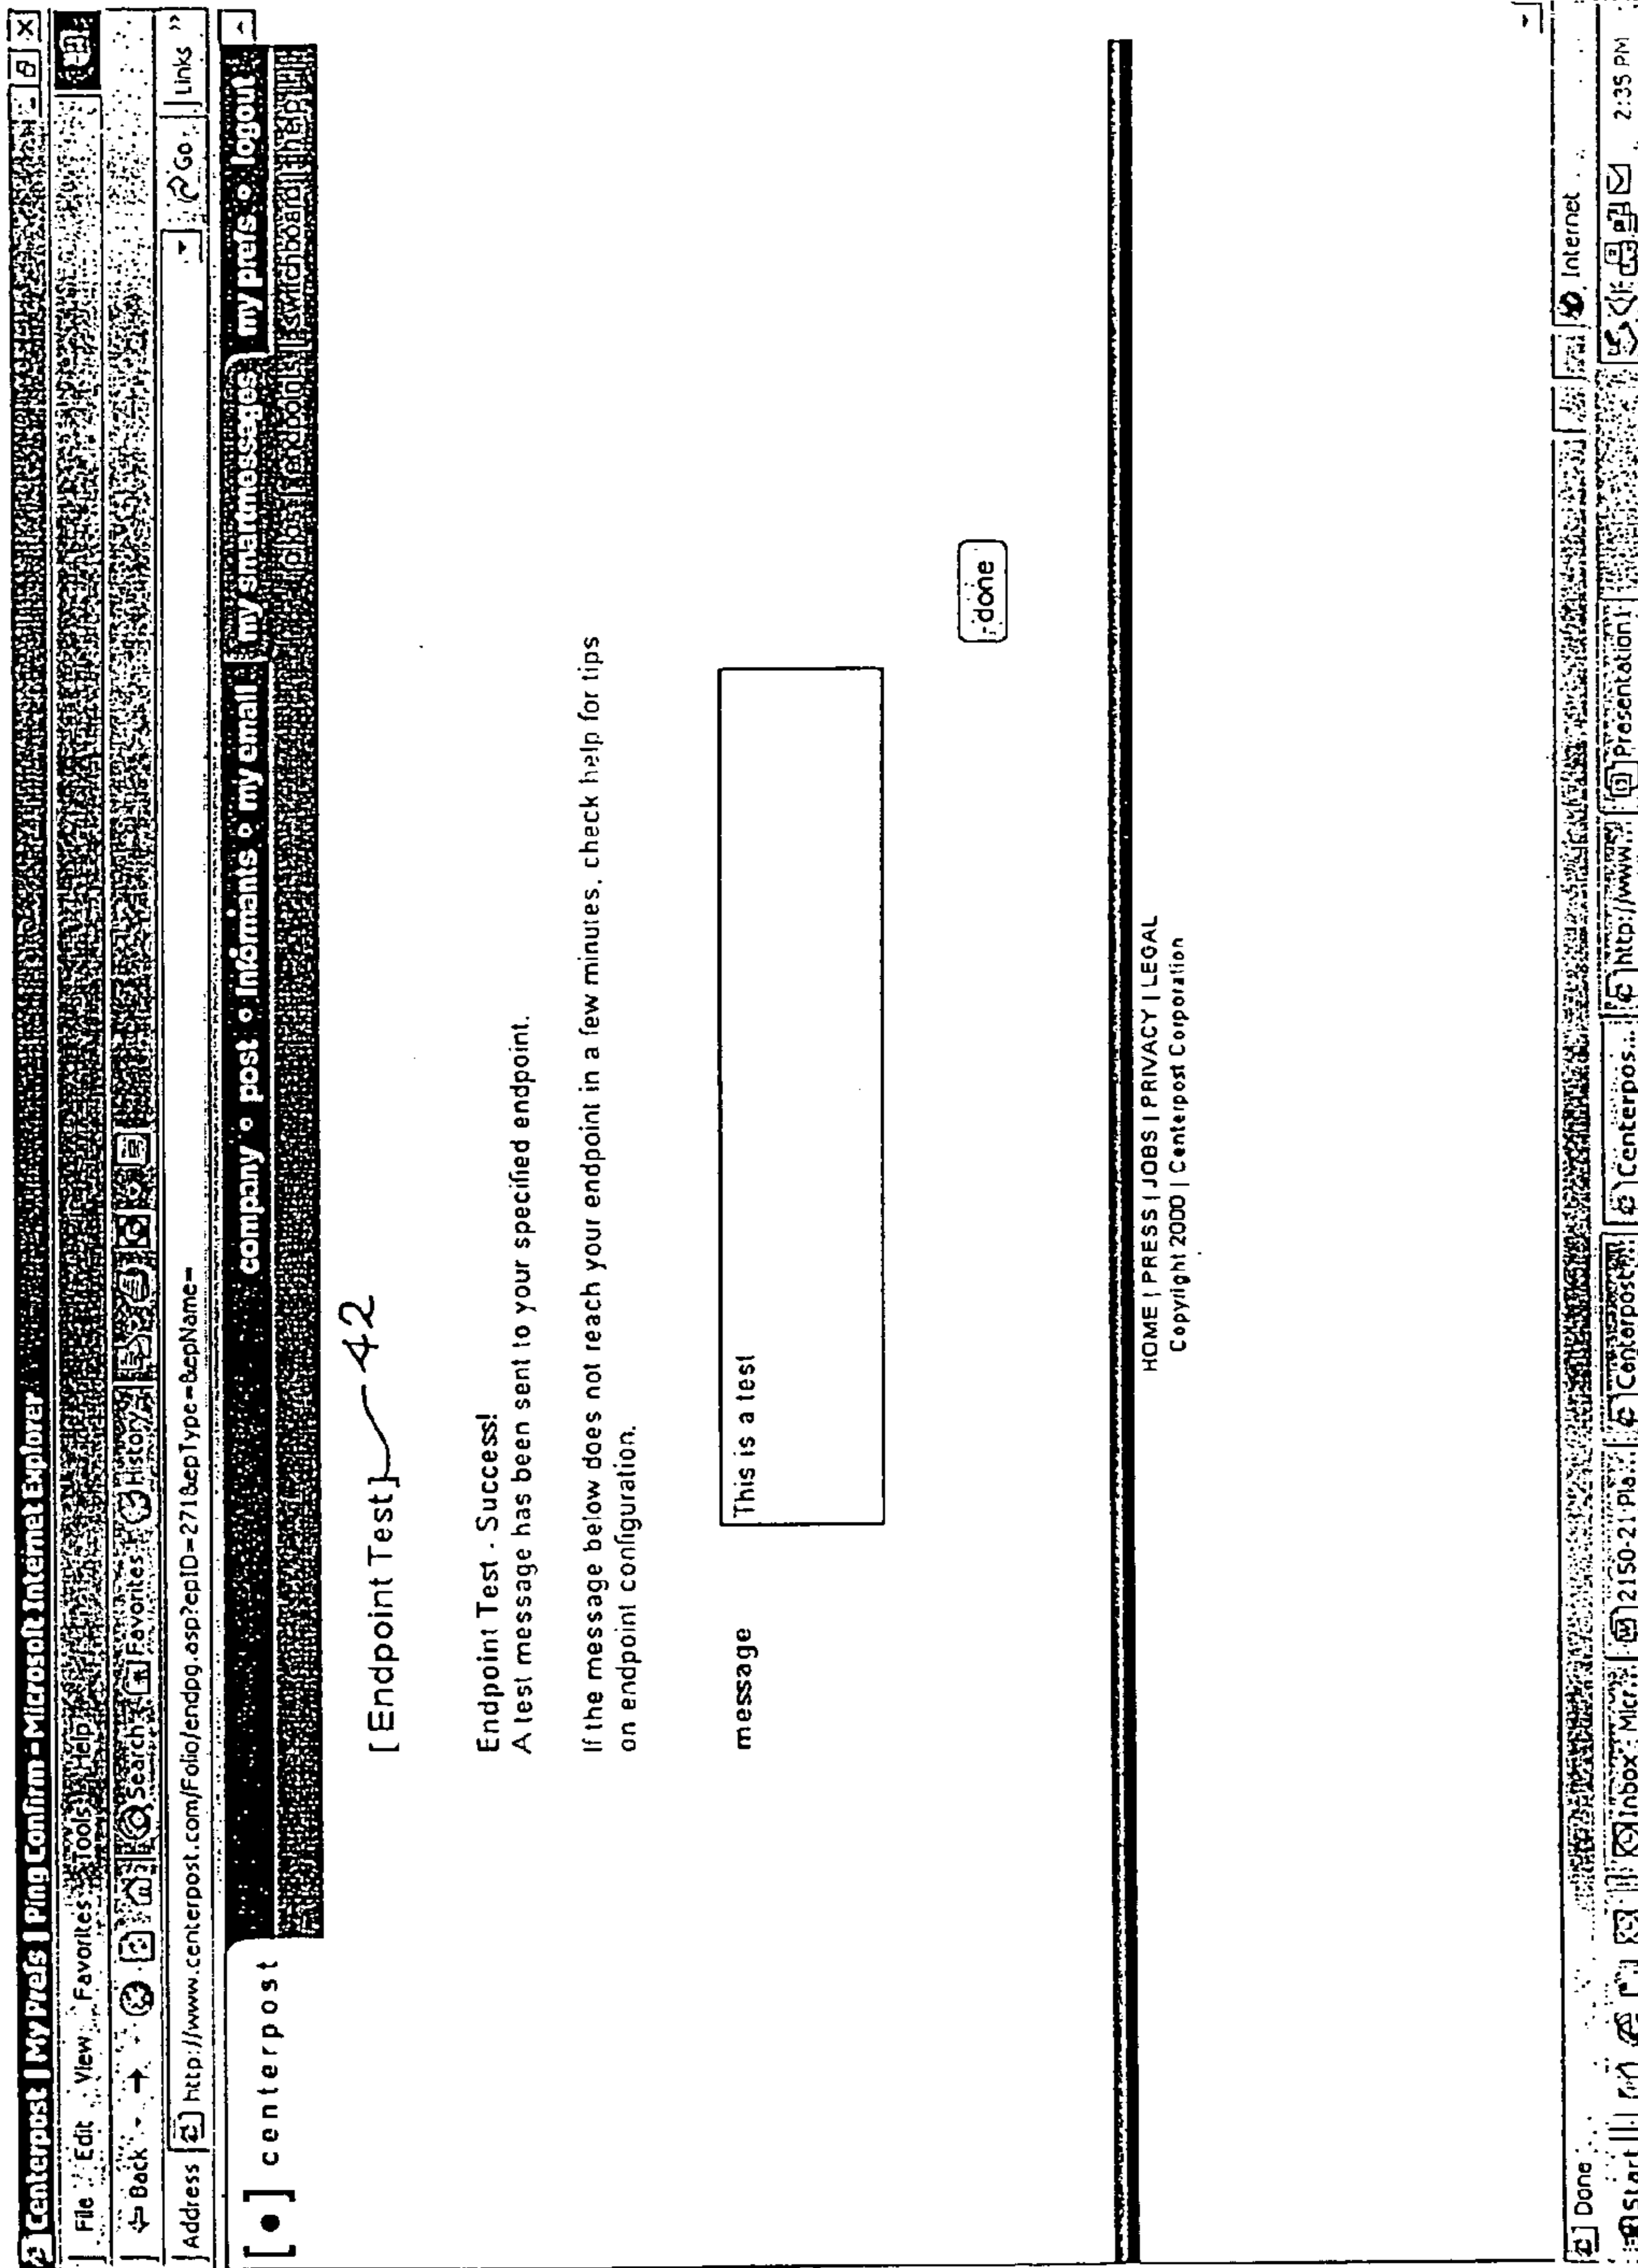 Centerpost | My Prefs | Ping Confirm - Microsoft Internet Explorer
File Edit View Favorites Tools Help
Back Search Favorites History
Address http://www.centerpost.com/Folio/endpg.asp?epID=271&epType=&epName= Go Links »
[•] centerpost
company o post o informants o my email my smartmessages my prefs o logout
folios | endpoints | switchboard | help
[Endpoint Test] 42
Endpoint Test - Success!
A test message has been sent to your specified endpoint.
If the message below does not reach your endpoint in a few minutes, check help for tips
on endpoint configuration.
message This is a test
done
HOME | PRESS | JOBS | PRIVACY | LEGAL
Copyright 2000 | Centerpost Corporation
Done Internet
Start Inbox - Micr... 2150-21-Pla... Centerpost... Centerpos... http://www... Presentation1 2:35 PM